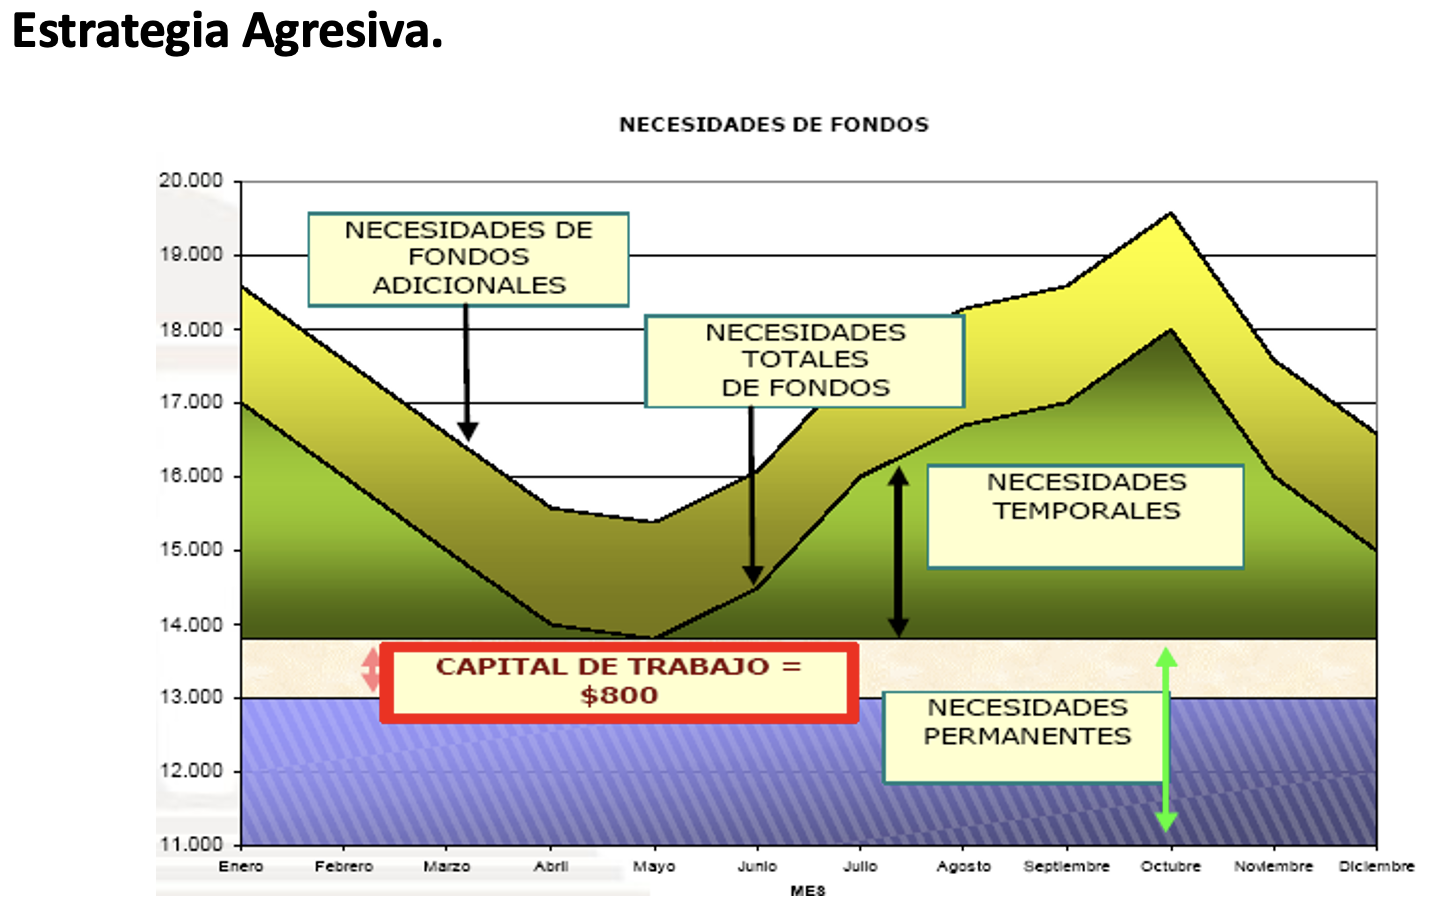 Estrategia Agresiva.
NECESIDADES DE FONDOS
20.000
19.000
18.000
17.000
16.000
15.000
14.000
13.000
12.000
11.000
NECESIDADES DE
FONDOS
ADICIONALES
NECESIDADES
TOTALES
DE FONDOS
NECESIDADES
TEMPORALES
CAPITAL DE TRABAJO =
$800
NECESIDADES
PERMANENTES
Enero
Febrero
Marzo
Abril
Mayo
Junio
Julio
Agosto
Septiembre
Octubre
Noviembre
Diciembre
MES